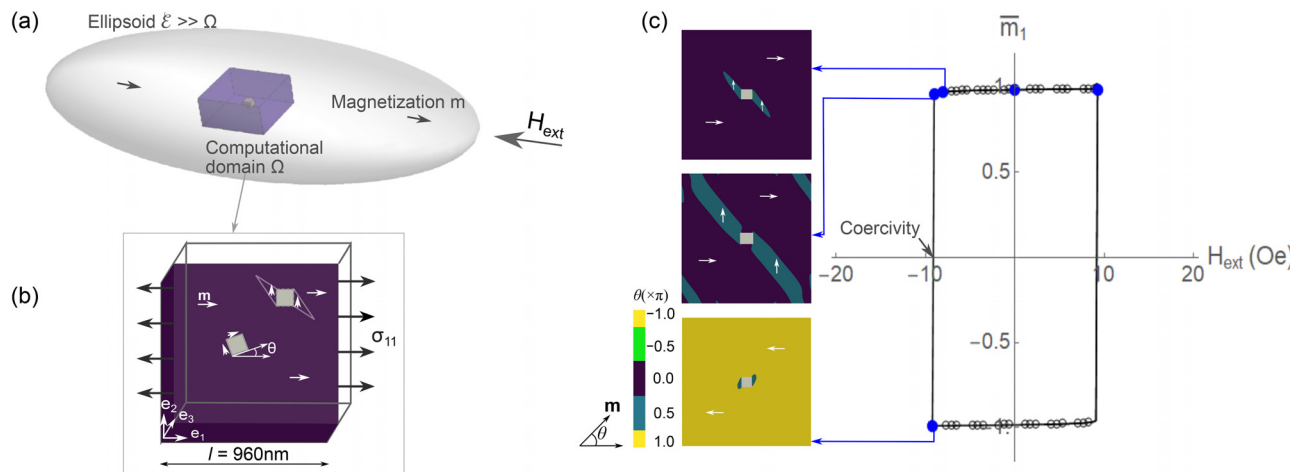 (a)
Ellipsoid ℰ >> Ω
Magnetization m
H_ext
Computational
domain Ω
(b)
m
θ
σ₁₁
e₂
e₃
e₁
l = 960nm
(c)
θ(×π)
−1.0
−0.5
0.0
0.5
1.0
m
θ
m̅₁
1
0.5
Coercivity
−20
−10
10
20
H_ext (Oe)
−0.5
−1.